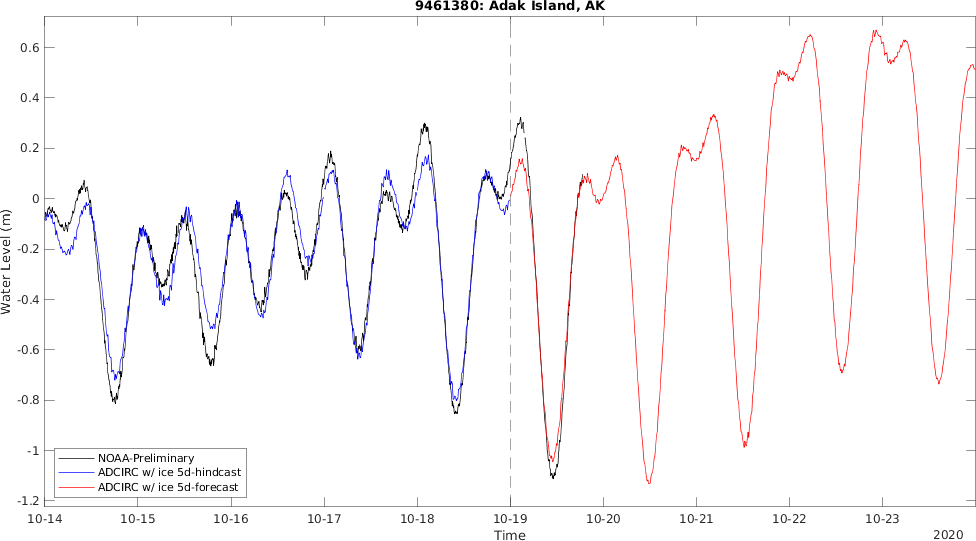 9461380: Adak Island, AK
Water Level (m)
0.6
0.4
0.2
0
-0.2
-0.4
-0.6
-0.8
-1
-1.2
NOAA-Preliminary
ADCIRC w/ ice 5d-hindcast
ADCIRC w/ ice 5d-forecast
10-14 10-15 10-16 10-17 10-18 10-19 10-20 10-21 10-22 10-23
Time
2020